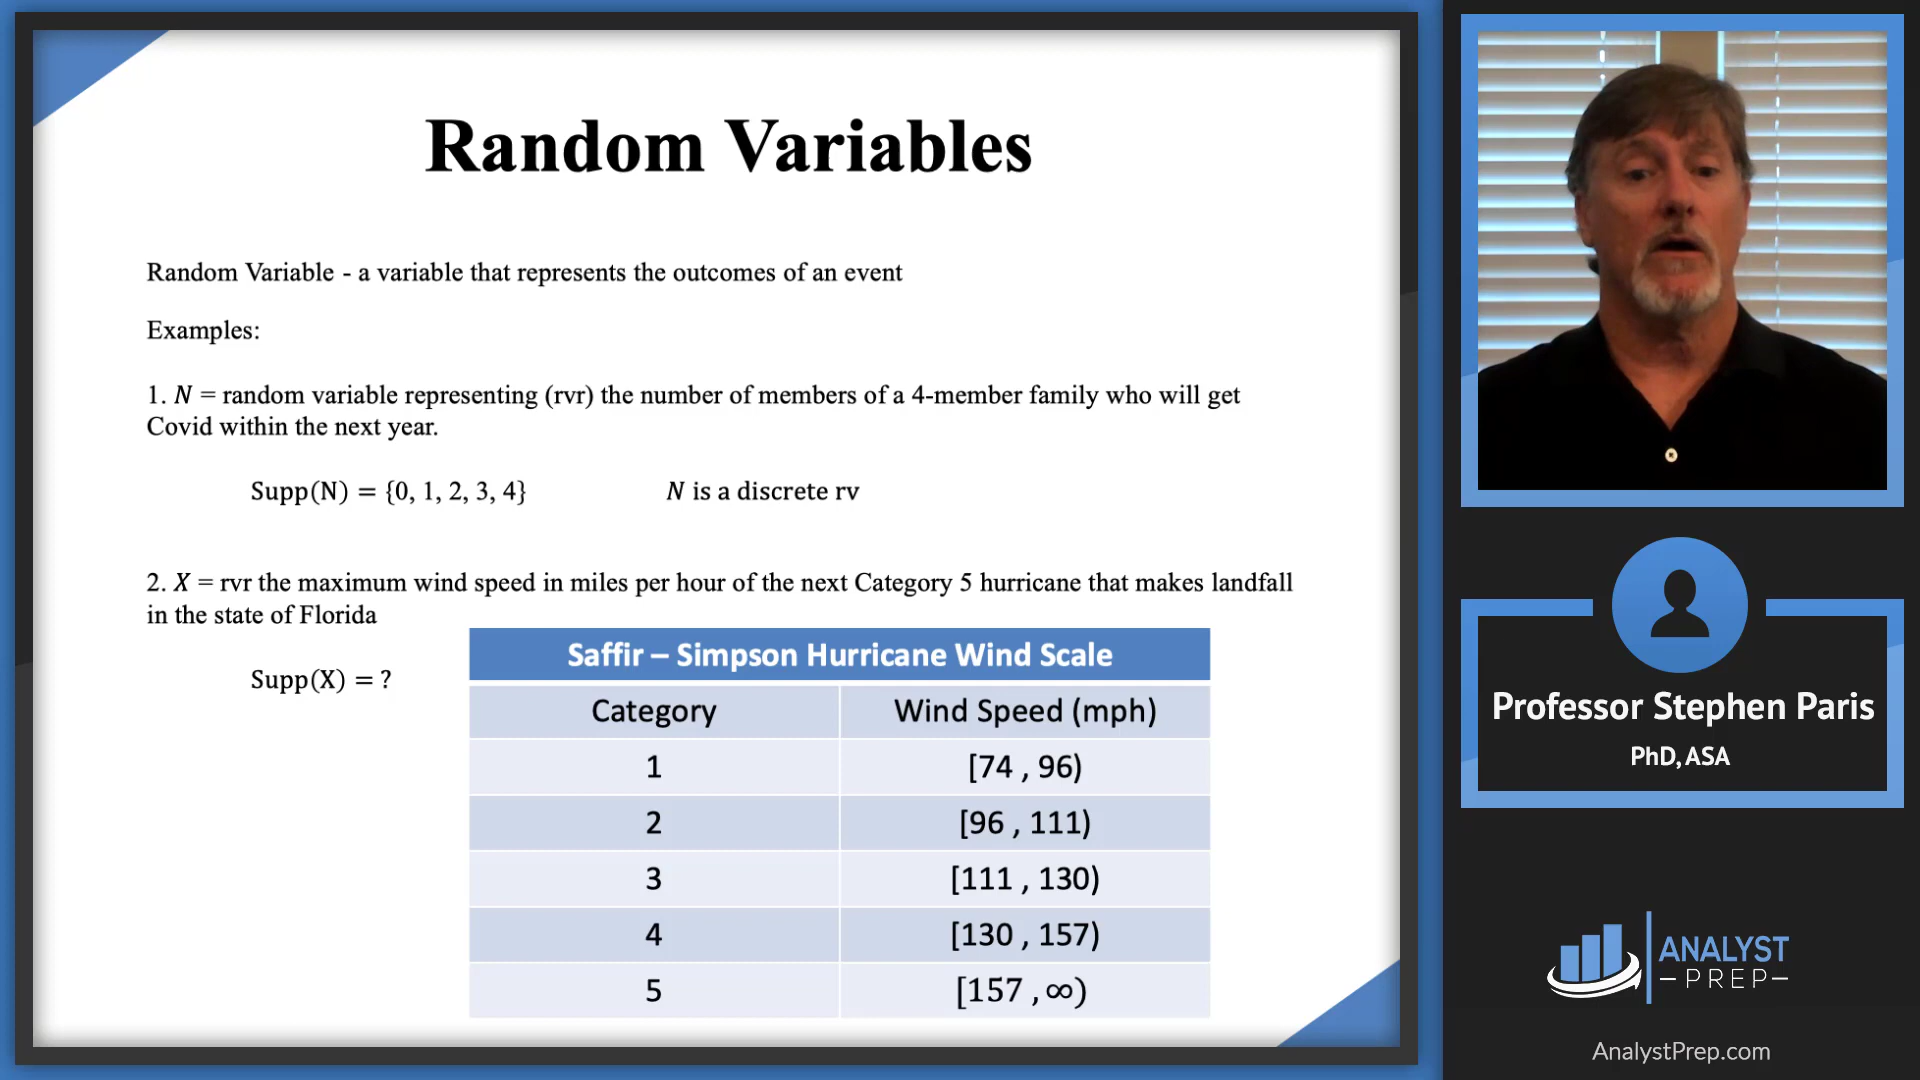 Random Variables
Random Variable - a variable that represents the outcomes of an event
Examples:
1. N = random variable representing (rvr) the number of members of a 4-member family who will get
Covid within the next year.
Supp(N) = {0, 1, 2, 3, 4}
N is a discrete rv
2. X = rvr the maximum wind speed in miles per hour of the next Category 5 hurricane that makes landfall
in the state of Florida
Supp(X) = ?
Saffir – Simpson Hurricane Wind Scale
Category Wind Speed (mph)
1 [74 , 96)
2 [96 , 111)
3 [111 , 130)
4 [130 , 157)
5 [157 , ∞)
Professor Stephen Paris
PhD, ASA
ANALYST
– PREP –
AnalystPrep.com